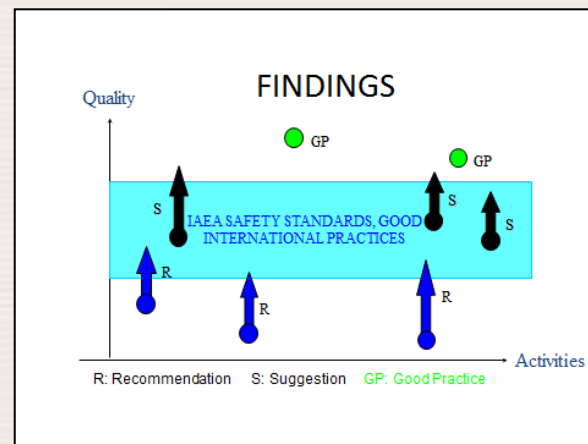 FINDINGS
Quality
GP
GP
S
S
S
IAEA SAFETY STANDARDS, GOOD
INTERNATIONAL PRACTICES
R
R
R
Activities
R: Recommendation S: Suggestion GP: Good Practice